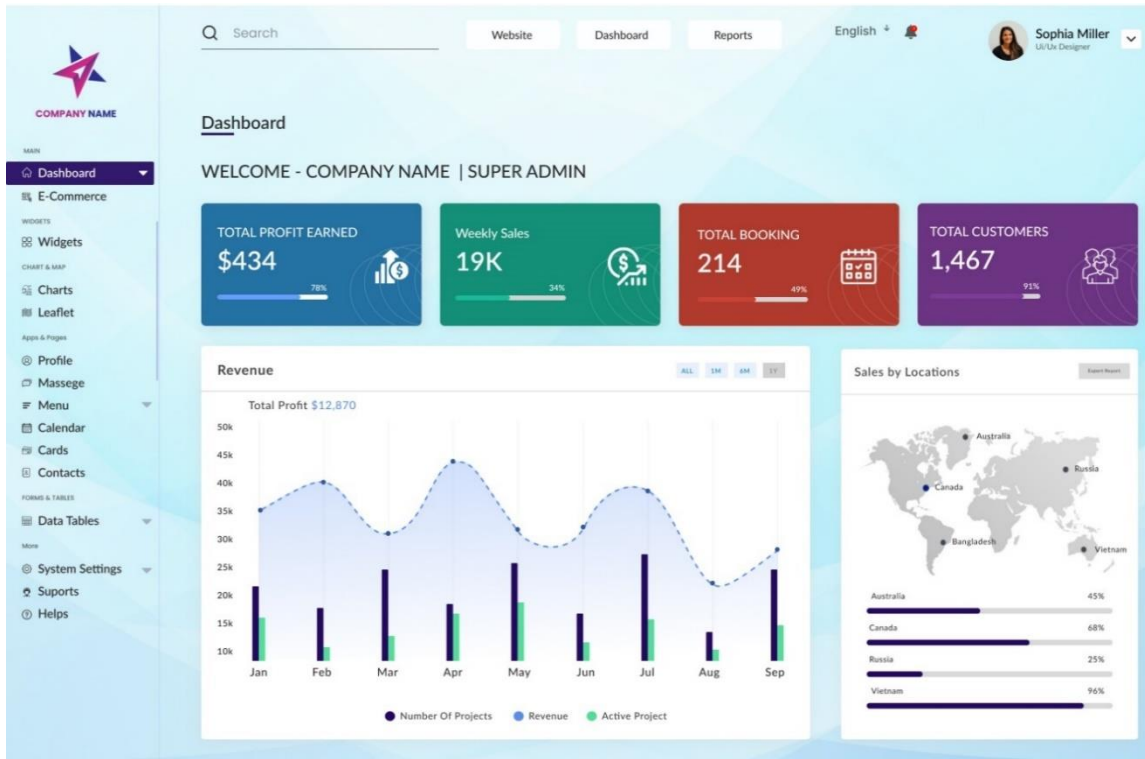 COMPANY NAME
MAIN
Dashboard
E-Commerce
WIDGETS
Widgets
CHART & MAP
Charts
Leaflet
Apps & Pages
Profile
Massege
Menu
Calendar
Cards
Contacts
FORMS & TABLES
Data Tables
More
System Settings
Suports
Helps
Search
Website
Dashboard
Reports
English
Sophia Miller
Ui/Ux Designer
Dashboard
WELCOME - COMPANY NAME | SUPER ADMIN
TOTAL PROFIT EARNED
$434
78%
Weekly Sales
19K
34%
TOTAL BOOKING
214
49%
TOTAL CUSTOMERS
1,467
91%
Revenue
ALL 1M 6M 1Y
Total Profit $12,870
50k
45k
40k
35k
30k
25k
20k
15k
10k
Jan Feb Mar Apr May Jun Jul Aug Sep
Number Of Projects Revenue Active Project
Sales by Locations
Export Report
Australia
Russia
Canada
Bangladesh
Vietnam
Australia 45%
Canada 68%
Russia 25%
Vietnam 96%